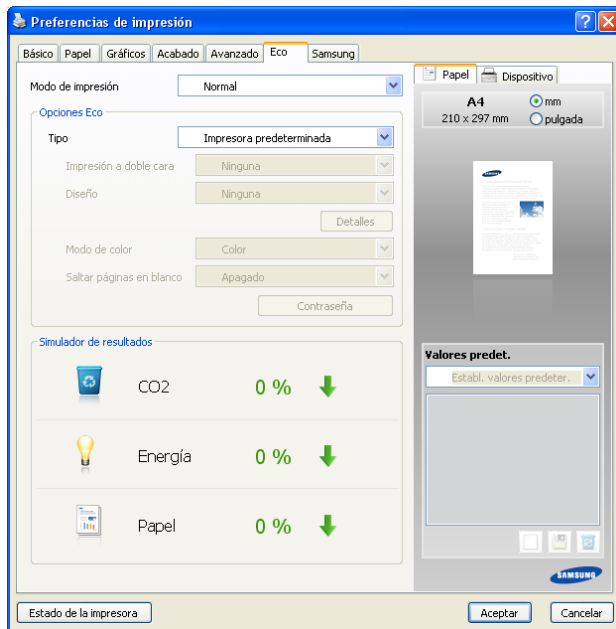 Preferencias de impresión
Básico
Papel
Gráficos
Acabado
Avanzado
Eco
Samsung
Modo de impresión
Normal
Opciones Eco
Tipo
Impresora predeterminada
Impresión a doble cara
Ninguna
Diseño
Ninguna
Detalles
Modo de color
Color
Saltar páginas en blanco
Apagado
Contraseña
Simulador de resultados
CO2
0 %
Energía
0 %
Papel
0 %
Papel
Dispositivo
A4
mm
210 x 297 mm
pulgada
Valores predet.
Establ. valores predeter.
SAMSUNG
Estado de la impresora
Aceptar
Cancelar